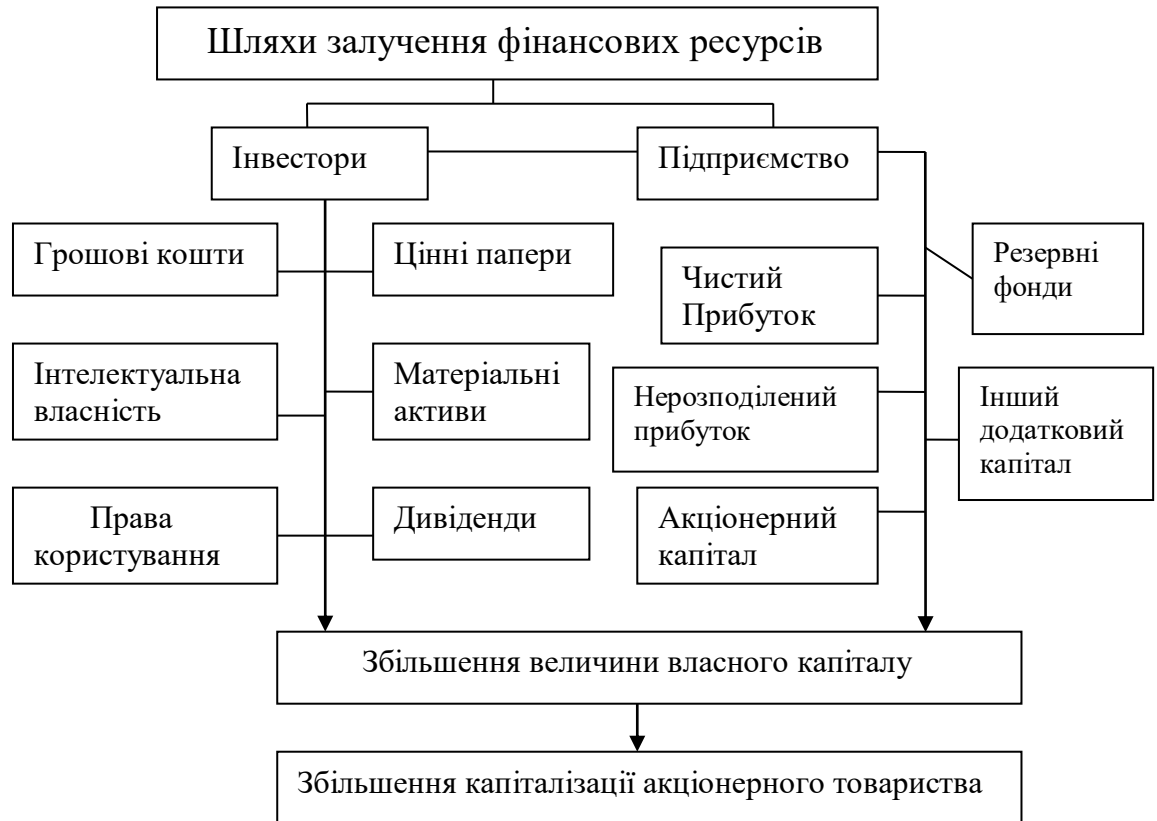 Шляхи залучення фінансових ресурсів
Інвестори
Підприємство
Грошові кошти
Цінні папери
Чистий
Прибуток
Резервні
фонди
Інтелектуальна
власність
Матеріальні
активи
Нерозподілений
прибуток
Інший
додатковий
капітал
Права
користування
Дивіденди
Акціонерний
капітал
Збільшення величини власного капіталу
Збільшення капіталізації акціонерного товариства